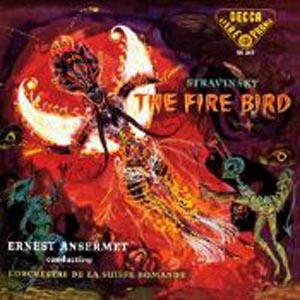 DECCA
STRAVINSKY
THE FIRE BIRD
ERNEST ANSERMET
conducting
L'ORCHESTRE DE LA SUISSE ROMANDE